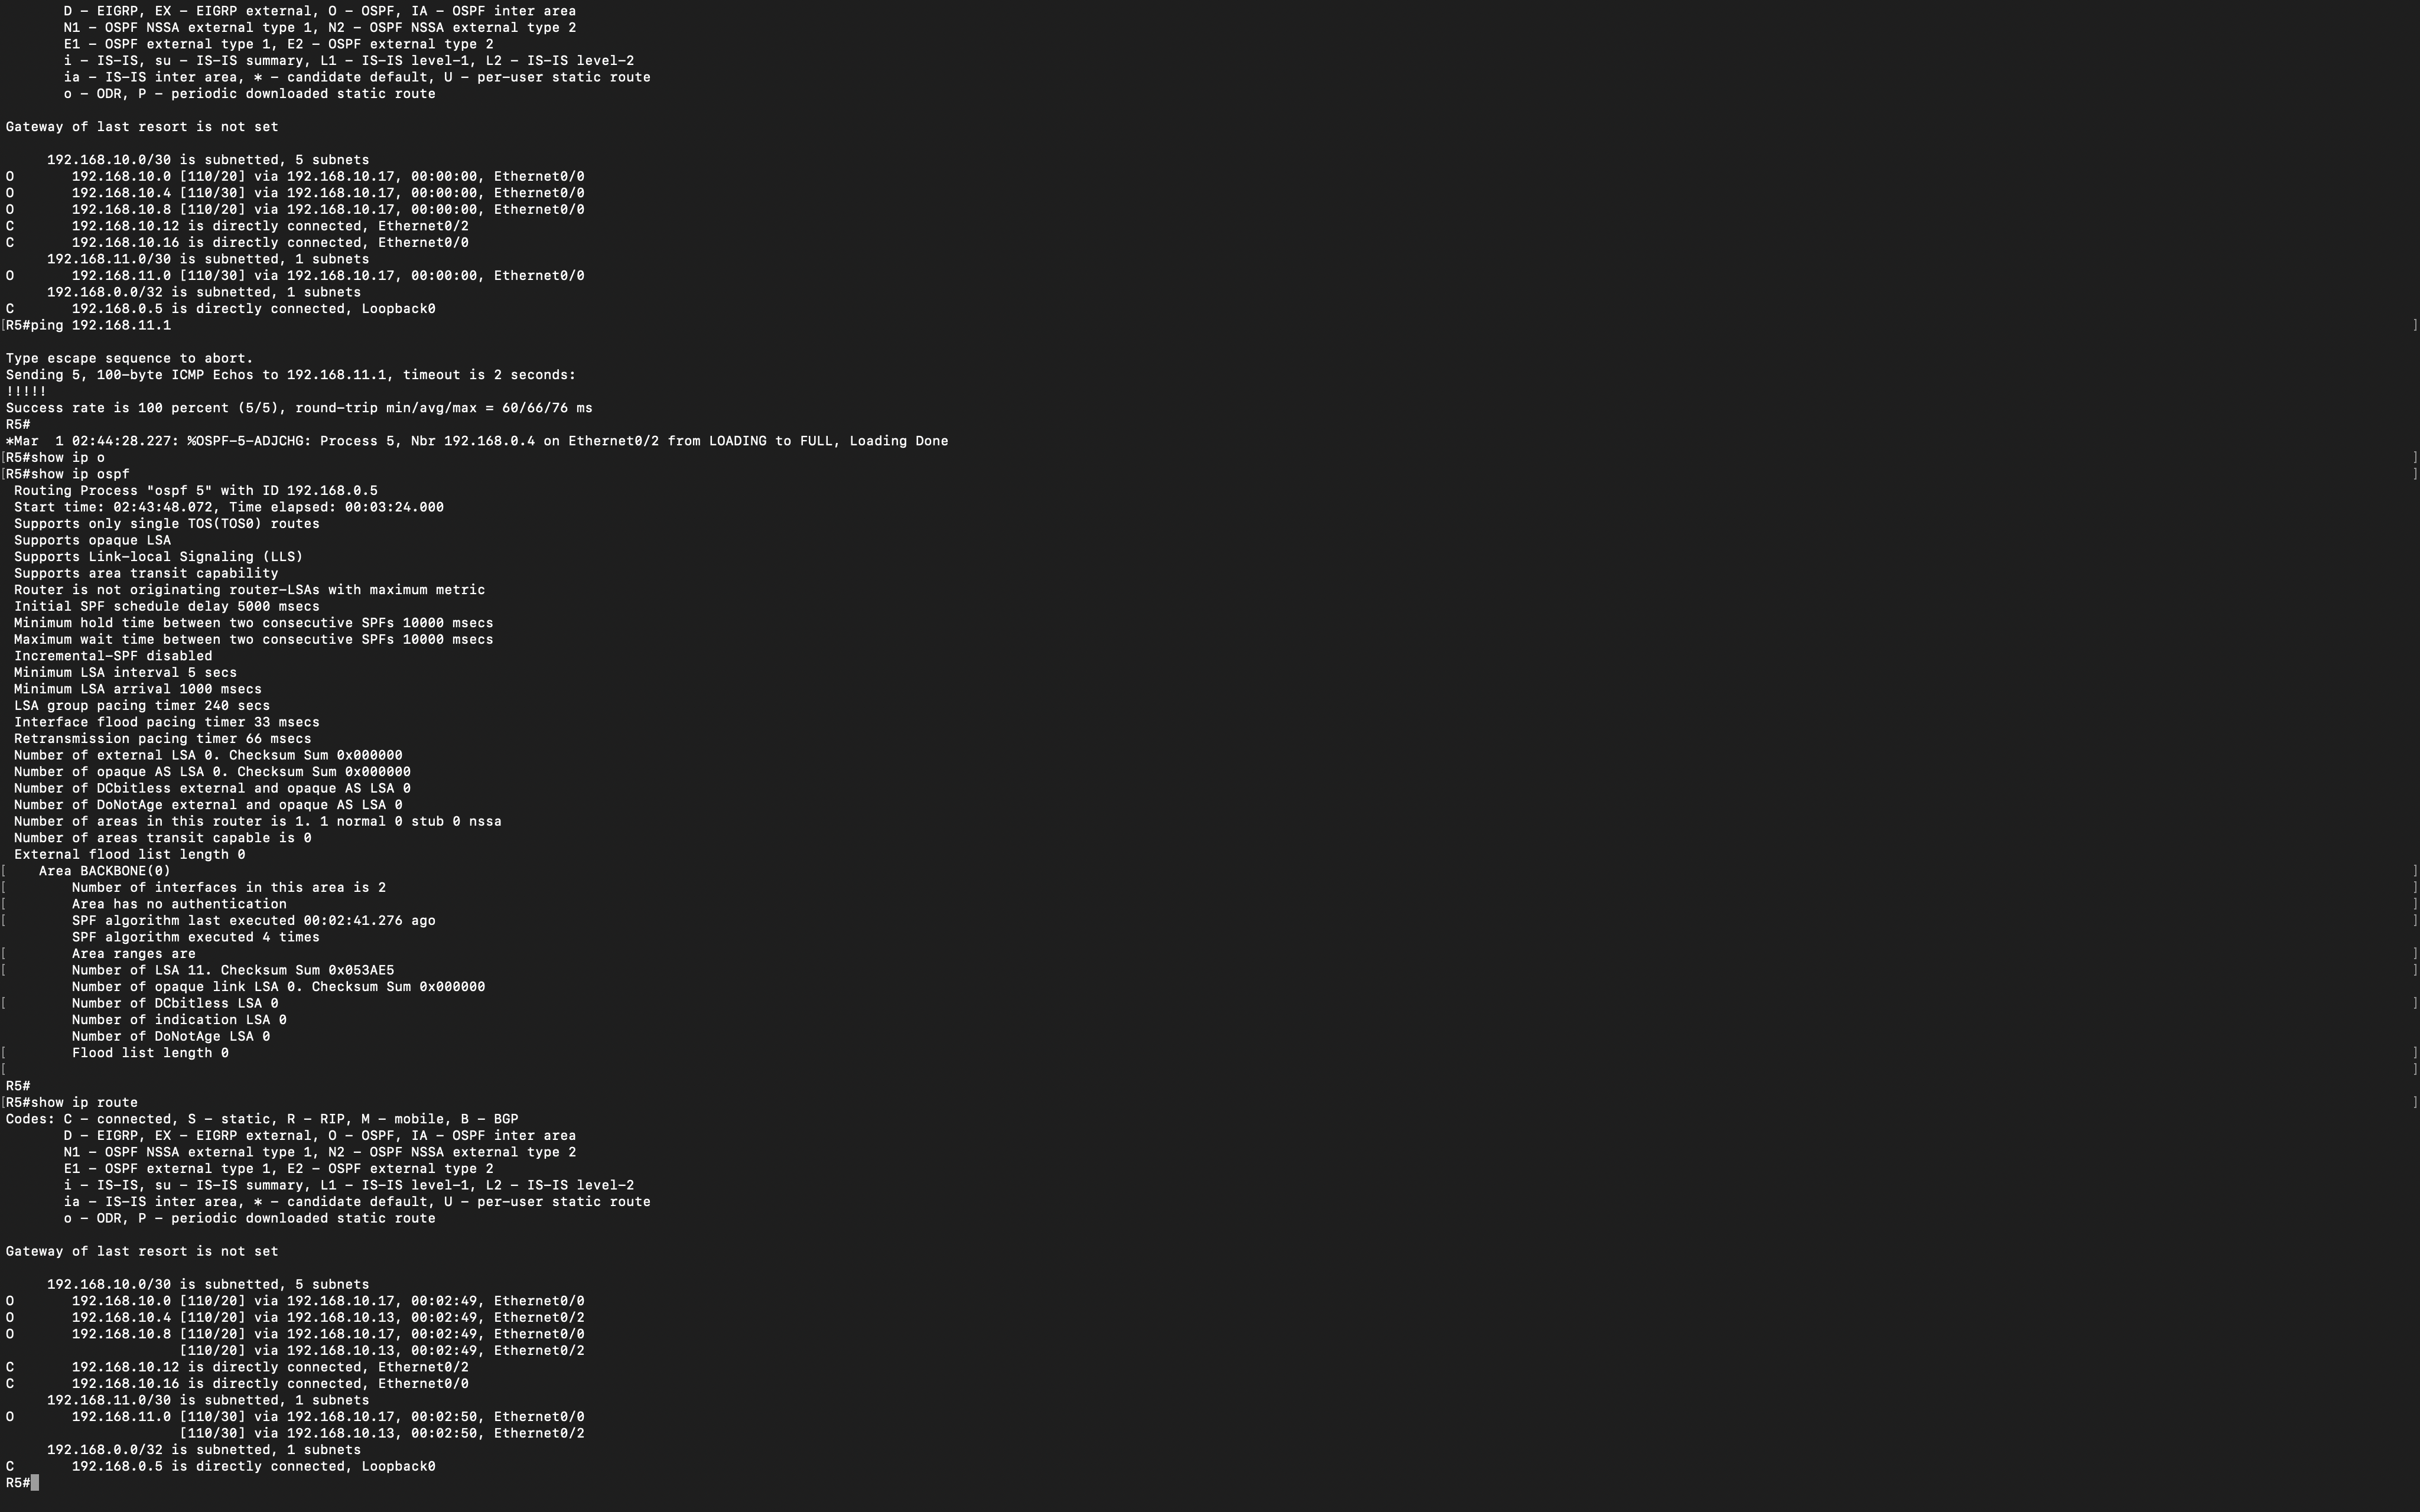 D - EIGRP, EX - EIGRP external, O - OSPF, IA - OSPF inter area
       N1 - OSPF NSSA external type 1, N2 - OSPF NSSA external type 2
       E1 - OSPF external type 1, E2 - OSPF external type 2
       i - IS-IS, su - IS-IS summary, L1 - IS-IS level-1, L2 - IS-IS level-2
       ia - IS-IS inter area, * - candidate default, U - per-user static route
       o - ODR, P - periodic downloaded static route

Gateway of last resort is not set

     192.168.10.0/30 is subnetted, 5 subnets
O       192.168.10.0 [110/20] via 192.168.10.17, 00:00:00, Ethernet0/0
O       192.168.10.4 [110/30] via 192.168.10.17, 00:00:00, Ethernet0/0
O       192.168.10.8 [110/20] via 192.168.10.17, 00:00:00, Ethernet0/0
C       192.168.10.12 is directly connected, Ethernet0/2
C       192.168.10.16 is directly connected, Ethernet0/0
     192.168.11.0/30 is subnetted, 1 subnets
O       192.168.11.0 [110/30] via 192.168.10.17, 00:00:00, Ethernet0/0
     192.168.0.0/32 is subnetted, 1 subnets
C       192.168.0.5 is directly connected, Loopback0
[R5#ping 192.168.11.1 ]

Type escape sequence to abort.
Sending 5, 100-byte ICMP Echos to 192.168.11.1, timeout is 2 seconds:
!!!!!
Success rate is 100 percent (5/5), round-trip min/avg/max = 60/66/76 ms
R5#
*Mar  1 02:44:28.227: %OSPF-5-ADJCHG: Process 5, Nbr 192.168.0.4 on Ethernet0/2 from LOADING to FULL, Loading Done
[R5#show ip o ]
[R5#show ip ospf ]
 Routing Process "ospf 5" with ID 192.168.0.5
 Start time: 02:43:48.072, Time elapsed: 00:03:24.000
 Supports only single TOS(TOS0) routes
 Supports opaque LSA
 Supports Link-local Signaling (LLS)
 Supports area transit capability
 Router is not originating router-LSAs with maximum metric
 Initial SPF schedule delay 5000 msecs
 Minimum hold time between two consecutive SPFs 10000 msecs
 Maximum wait time between two consecutive SPFs 10000 msecs
 Incremental-SPF disabled
 Minimum LSA interval 5 secs
 Minimum LSA arrival 1000 msecs
 LSA group pacing timer 240 secs
 Interface flood pacing timer 33 msecs
 Retransmission pacing timer 66 msecs
 Number of external LSA 0. Checksum Sum 0x000000
 Number of opaque AS LSA 0. Checksum Sum 0x000000
 Number of DCbitless external and opaque AS LSA 0
 Number of DoNotAge external and opaque AS LSA 0
 Number of areas in this router is 1. 1 normal 0 stub 0 nssa
 Number of areas transit capable is 0
 External flood list length 0
[    Area BACKBONE(0) ]
[        Number of interfaces in this area is 2 ]
[        Area has no authentication ]
[        SPF algorithm last executed 00:02:41.276 ago ]
        SPF algorithm executed 4 times
[        Area ranges are ]
[        Number of LSA 11. Checksum Sum 0x053AE5 ]
        Number of opaque link LSA 0. Checksum Sum 0x000000
[        Number of DCbitless LSA 0 ]
        Number of indication LSA 0
        Number of DoNotAge LSA 0
[        Flood list length 0 ]
[ ]
R5#
[R5#show ip route ]
Codes: C - connected, S - static, R - RIP, M - mobile, B - BGP
       D - EIGRP, EX - EIGRP external, O - OSPF, IA - OSPF inter area
       N1 - OSPF NSSA external type 1, N2 - OSPF NSSA external type 2
       E1 - OSPF external type 1, E2 - OSPF external type 2
       i - IS-IS, su - IS-IS summary, L1 - IS-IS level-1, L2 - IS-IS level-2
       ia - IS-IS inter area, * - candidate default, U - per-user static route
       o - ODR, P - periodic downloaded static route

Gateway of last resort is not set

     192.168.10.0/30 is subnetted, 5 subnets
O       192.168.10.0 [110/20] via 192.168.10.17, 00:02:49, Ethernet0/0
O       192.168.10.4 [110/20] via 192.168.10.13, 00:02:49, Ethernet0/2
O       192.168.10.8 [110/20] via 192.168.10.17, 00:02:49, Ethernet0/0
                     [110/20] via 192.168.10.13, 00:02:49, Ethernet0/2
C       192.168.10.12 is directly connected, Ethernet0/2
C       192.168.10.16 is directly connected, Ethernet0/0
     192.168.11.0/30 is subnetted, 1 subnets
O       192.168.11.0 [110/30] via 192.168.10.17, 00:02:50, Ethernet0/0
                     [110/30] via 192.168.10.13, 00:02:50, Ethernet0/2
     192.168.0.0/32 is subnetted, 1 subnets
C       192.168.0.5 is directly connected, Loopback0
R5#